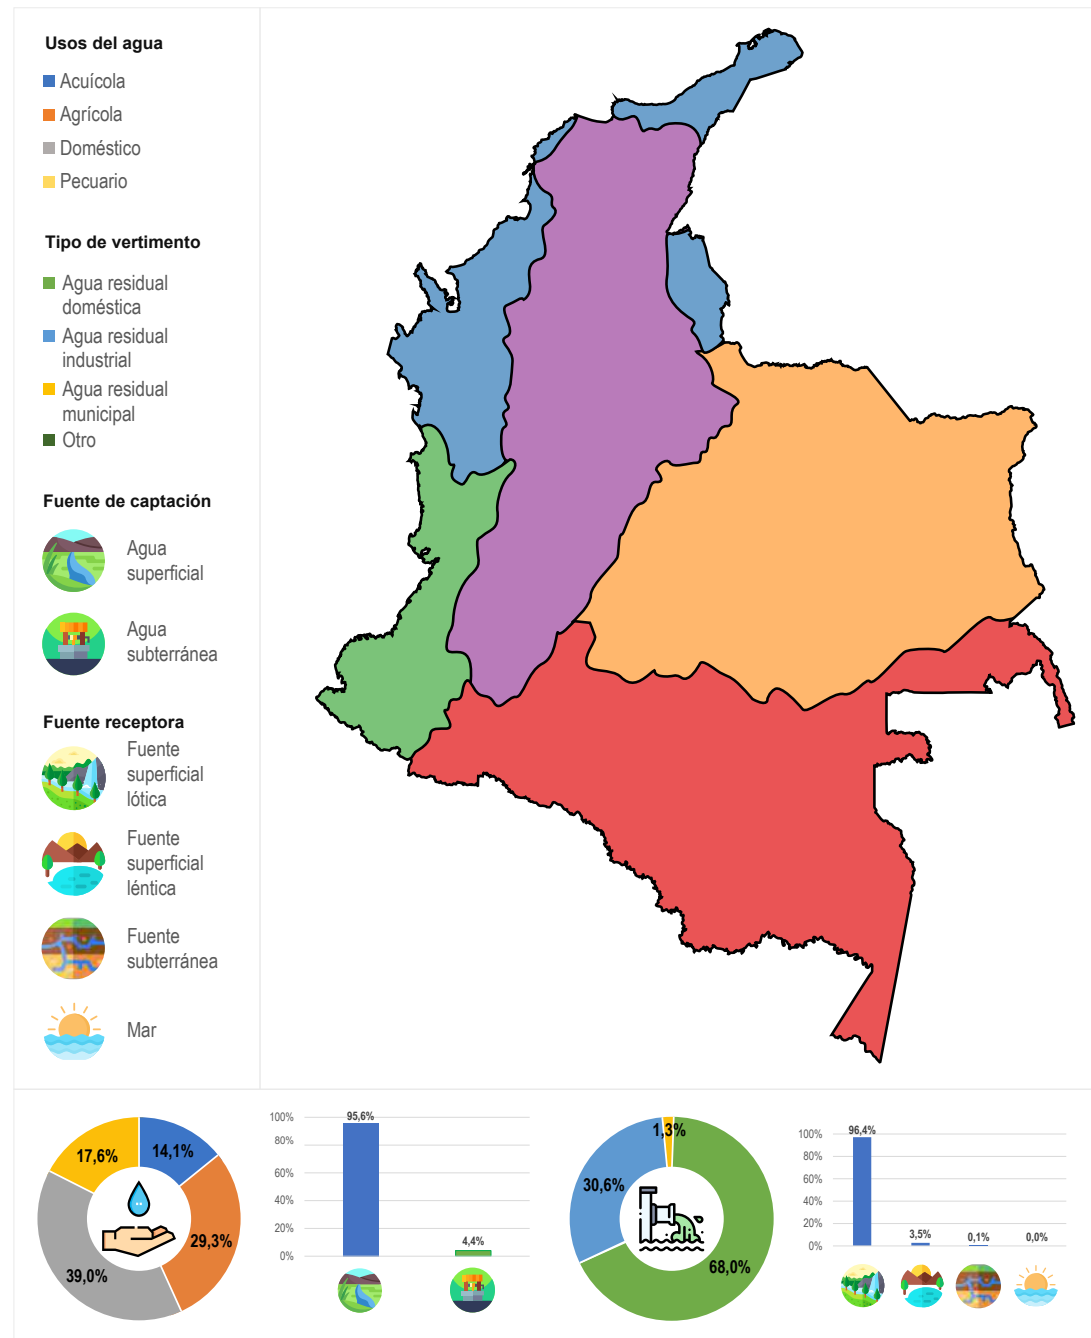 Usos del agua
Acuícola
Agrícola
Doméstico
Pecuario
Tipo de vertimento
Agua residual
doméstica
Agua residual
industrial
Agua residual
municipal
Otro
Fuente de captación
Agua
superficial
Agua
subterránea
Fuente receptora
Fuente
superficial
lótica
Fuente
superficial
léntica
Fuente
subterránea
Mar
17,6%
14,1%
29,3%
39,0%
100%
80%
60%
40%
20%
0%
95,6%
4,4%
1,3%
30,6%
68,0%
100%
80%
60%
40%
20%
0%
96,4%
3,5%
0,1%
0,0%